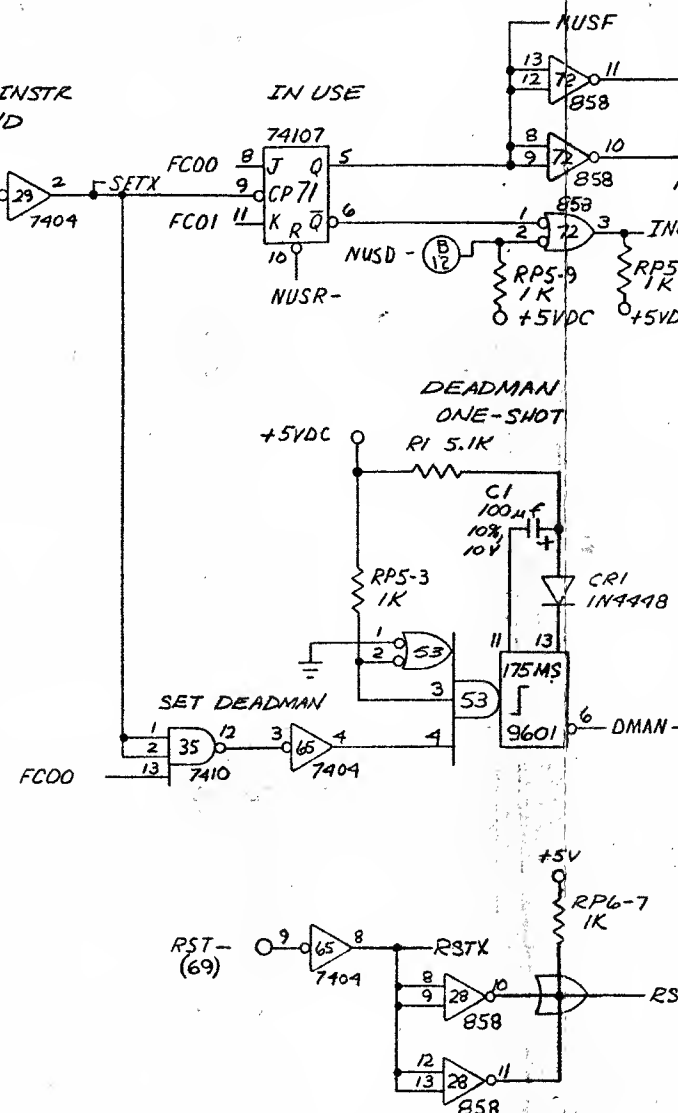 NUSF
INSTR
IN USE
13 11
12 72
858
74107
8 10
9 72
858
FC00 8 J Q 5
SETX
2 29
7404
9 CP 71
FC01 11 K Q 6
R
10
NUSR-
858
1 3
2 72
NUSD - B 12
RP5-9
1K
+5VDC
RP5
1K
+5VD
DEADMAN
ONE-SHOT
+5VDC
R1 5.1K
C1
100µf
10%,
10V
+
CR1
1N4448
RP5-3
1K
11 13
1
2 53
3 53
175MS
9601
6 DMAN-
SET DEADMAN
1 12 3 4 4
2 35 65
13 7410 7404
FC00
+5V
RP6-7
1K
RST-
(69)
9 65 8 RSTX
7404
8 10
9 28
858
RS
12 11
13 28
858